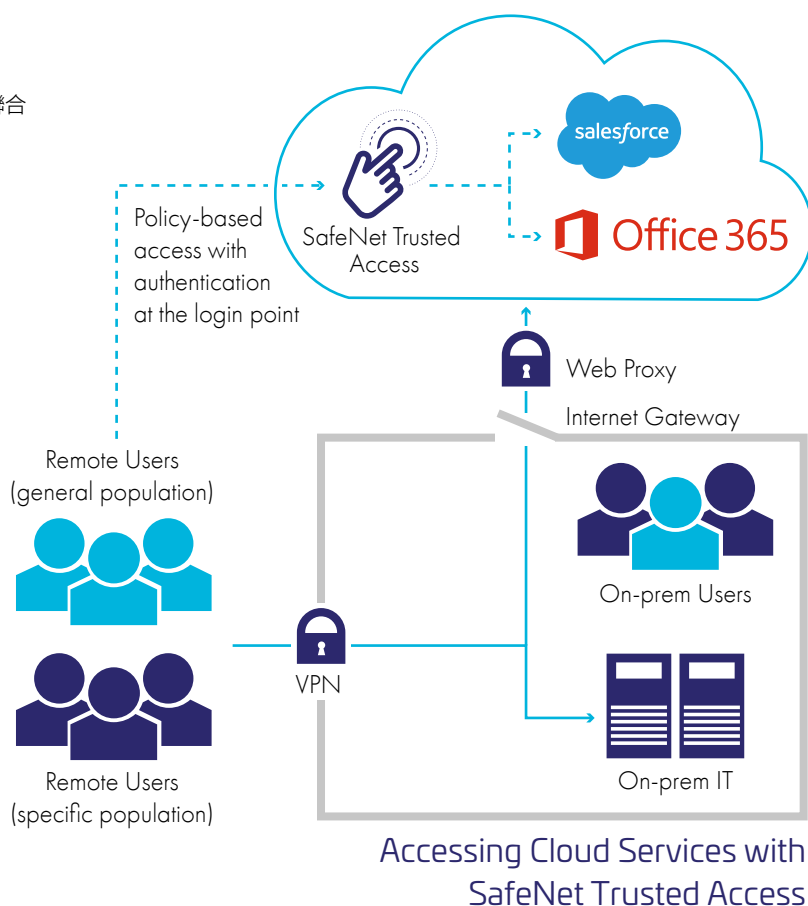 合
salesforce
Office 365
SafeNet Trusted
Access
Policy-based
access with
authentication
at the login point
Web Proxy
Internet Gateway
Remote Users
(general population)
On-prem Users
VPN
On-prem IT
Remote Users
(specific population)
Accessing Cloud Services with
SafeNet Trusted Access